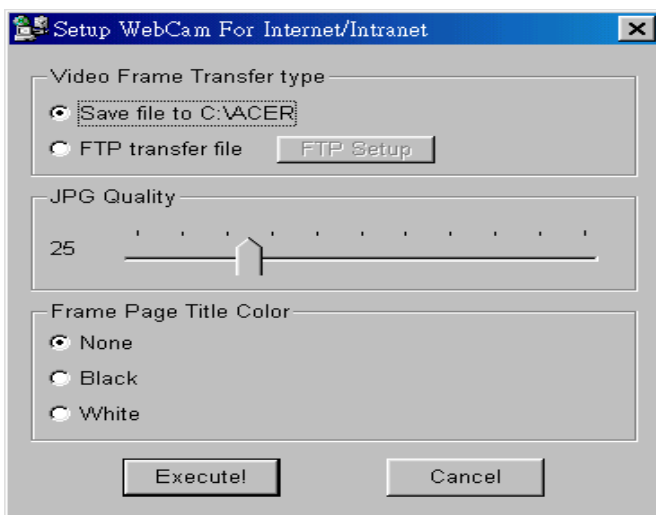 Setup WebCam For Internet/Intranet
Video Frame Transfer type
Save file to C:\ACER
FTP transfer file
FTP Setup
JPG Quality
25
Frame Page Title Color
None
Black
White
Execute!
Cancel